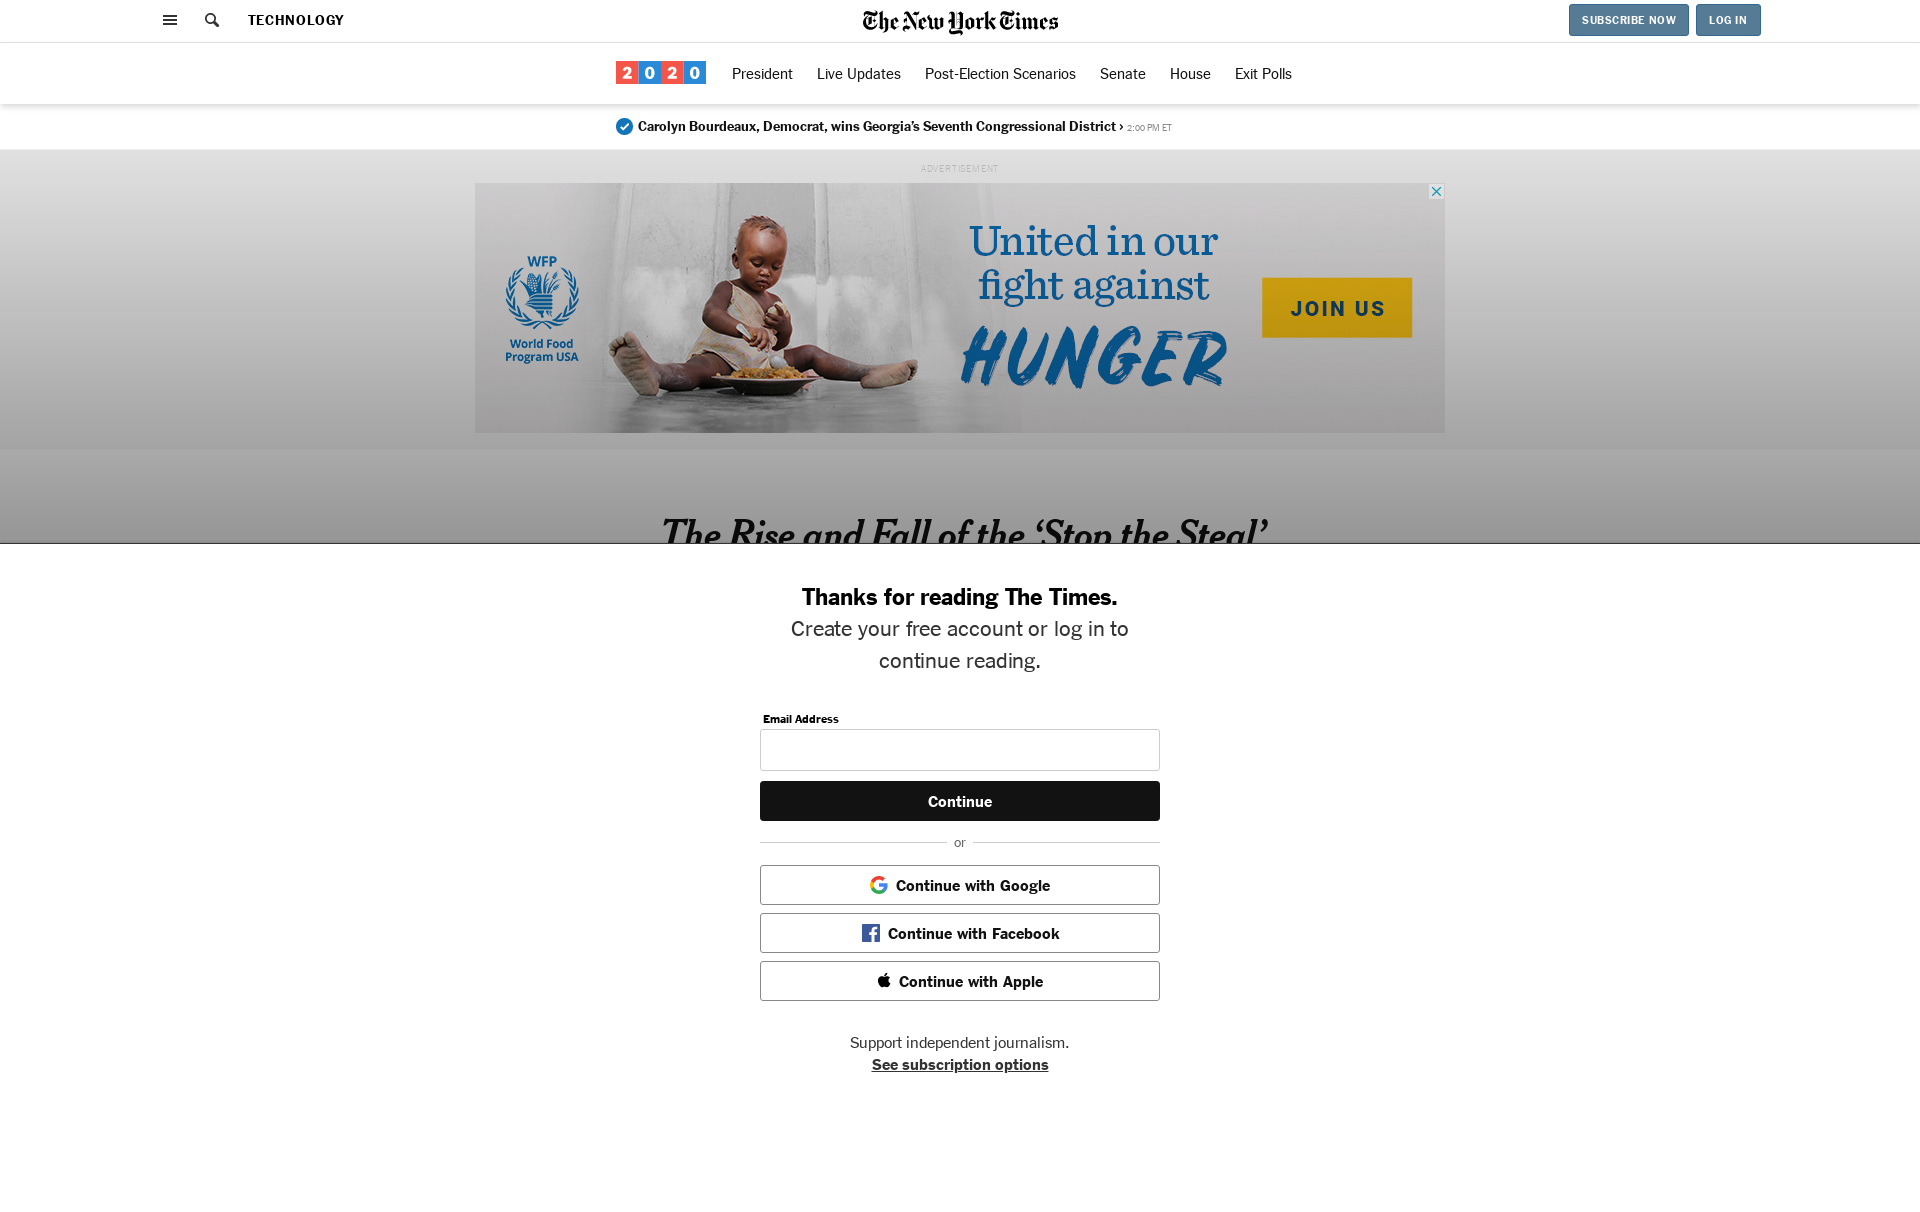 TECHNOLOGY
The New York Times
SUBSCRIBE NOW
LOG IN
2020
President
Live Updates
Post-Election Scenarios
Senate
House
Exit Polls
Carolyn Bourdeaux, Democrat, wins Georgia’s Seventh Congressional District › 2:00 PM ET
ADVERTISEMENT
WFP
World Food
Program USA
United in our
fight against
HUNGER
JOIN US
The Rise and Fall of the ‘Stop the Steal’
Thanks for reading The Times.
Create your free account or log in to
continue reading.
Email Address
Continue
or
Continue with Google
Continue with Facebook
Continue with Apple
Support independent journalism.
See subscription options